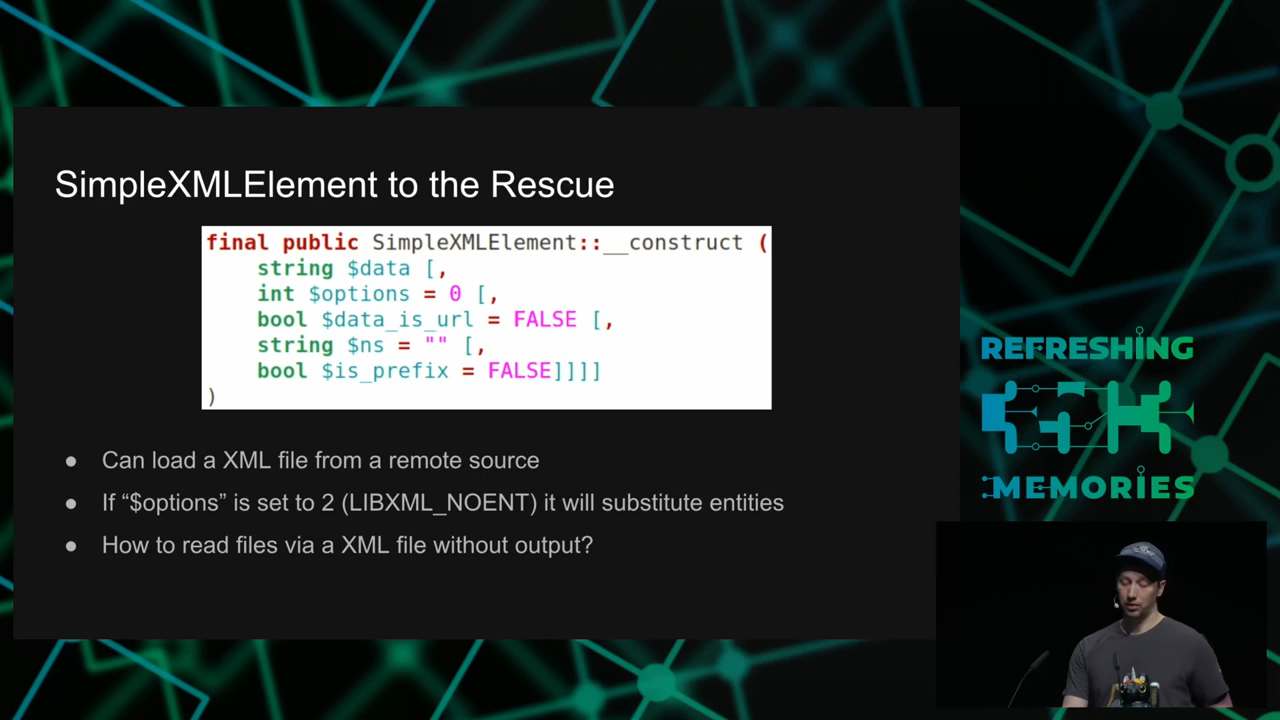 SimpleXMLElement to the Rescue
final public SimpleXMLElement::__construct (
string $data [,
int $options = 0 [,
bool $data_is_url = FALSE [,
string $ns = "" [,
bool $is_prefix = FALSE]]]]
)
● Can load a XML file from a remote source
● If “$options” is set to 2 (LIBXML_NOENT) it will substitute entities
● How to read files via a XML file without output?
REFRESHING
MEMORIES